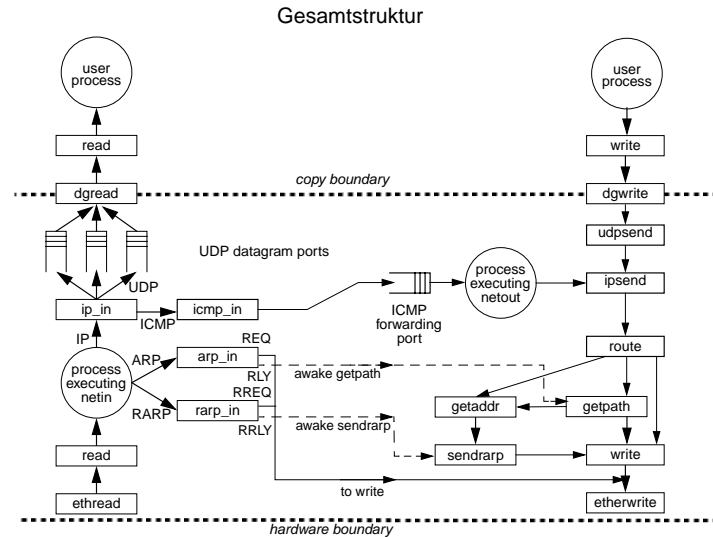 Gesamtstruktur
user
process
user
process
read
write
copy boundary
dgread
dgwrite
udpsend
UDP datagram ports
UDP
process
executing
netout
ip_in
icmp_in
ipsend
ICMP
ICMP
forwarding
port
IP
REQ
route
process
executing
netin
ARP
arp_in
RLY
awake getpath
RREQ
RARP
rarp_in
getaddr
getpath
RRLY
awake sendrarp
read
sendrarp
write
to write
ethread
etherwrite
hardware boundary